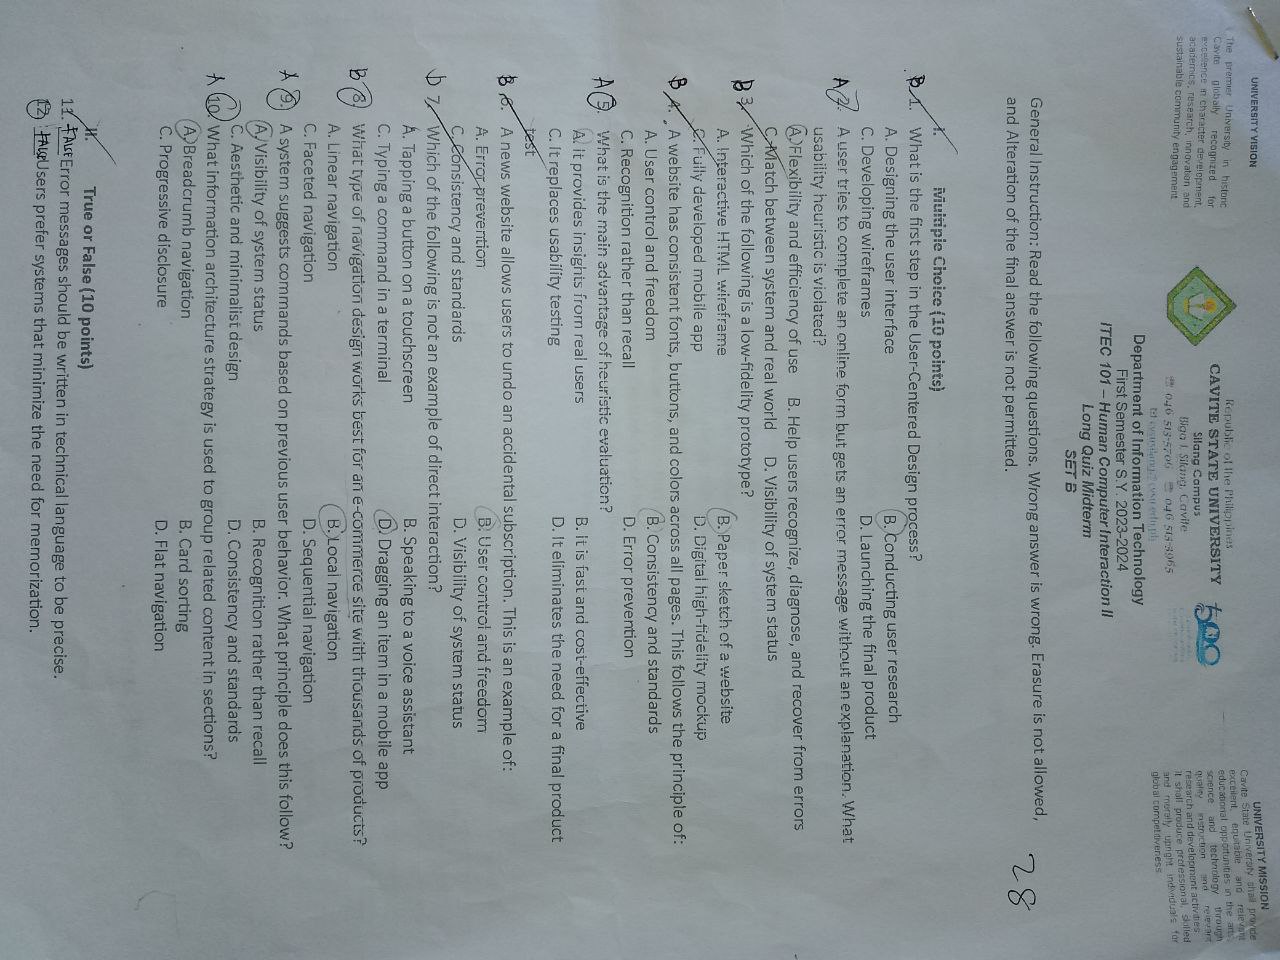 UNIVERSITY VISION
The premier University in historic
Cavite globally recognized for
excellence in character development,
academics, research, innovation and
sustainable community engagement
Republic of the Philippines
CAVITE STATE UNIVERSITY
Silang Campus
Biga I, Silang, Cavite
☎ 046 513-5706 ☎ 046 513-3965
cvsusilang@cvsu.edu.ph
500
UNIVERSITY MISSION
Cavite State University shall provide
excellent, equitable and relevant
educational opportunities in the arts,
science and technology through
quality instruction and relevant
research and development activities
It shall produce professional, skilled
and morally upright individuals for
global competitiveness
Department of Information Technology
First Semester S.Y. 2023-2024
ITEC 101 – Human Computer Interaction II
Long Quiz Midterm
SET B
General Instruction: Read the following questions. Wrong answer is wrong. Erasure is not allowed,
and Alteration of the final answer is not permitted.
28
I. Multiple Choice (10 points)
B 1. What is the first step in the User-Centered Design process?
A. Designing the user interface B. Conducting user research
C. Developing wireframes D. Launching the final product
A 2. A user tries to complete an online form but gets an error message without an explanation. What
usability heuristic is violated?
A. Flexibility and efficiency of use B. Help users recognize, diagnose, and recover from errors
C. Match between system and real world D. Visibility of system status
B 3. Which of the following is a low-fidelity prototype?
A. Interactive HTML wireframe B. Paper sketch of a website
C. Fully developed mobile app D. Digital high-fidelity mockup
B 4. A website has consistent fonts, buttons, and colors across all pages. This follows the principle of:
A. User control and freedom B. Consistency and standards
C. Recognition rather than recall D. Error prevention
A 5. What is the main advantage of heuristic evaluation?
A. it provides insights from real users B. It is fast and cost-effective
C. It replaces usability testing D. It eliminates the need for a final product
test
B 6. A news website allows users to undo an accidental subscription. This is an example of:
A. Error prevention B. User control and freedom
C. Consistency and standards D. Visibility of system status
D 7. Which of the following is not an example of direct interaction?
A. Tapping a button on a touchscreen B. Speaking to a voice assistant
C. Typing a command in a terminal D. Dragging an item in a mobile app
B 8. What type of navigation design works best for an e-commerce site with thousands of products?
A. Linear navigation B. Local navigation
C. Faceted navigation D. Sequential navigation
A 9. A system suggests commands based on previous user behavior. What principle does this follow?
A. Visibility of system status B. Recognition rather than recall
C. Aesthetic and minimalist design D. Consistency and standards
A 10. What information architecture strategy is used to group related content in sections?
A. Breadcrumb navigation B. Card sorting
C. Progressive disclosure D. Flat navigation
II. True or False (10 points)
11. FALSE Error messages should be written in technical language to be precise.
12. FALSE Users prefer systems that minimize the need for memorization.